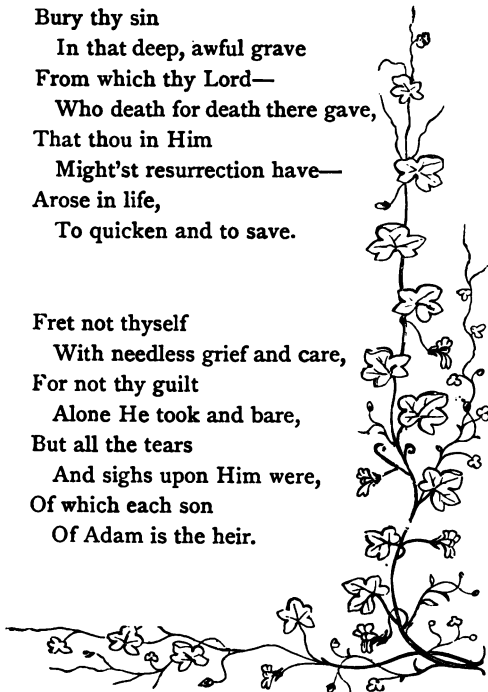 Bury thy sin
In that deep, awful grave
From which thy Lord—
Who death for death there gave,
That thou in Him
Might'st resurrection have—
Arose in life,
To quicken and to save.
Fret not thyself
With needless grief and care,
For not thy guilt
Alone He took and bare,
But all the tears
And sighs upon Him were,
Of which each son
Of Adam is the heir.